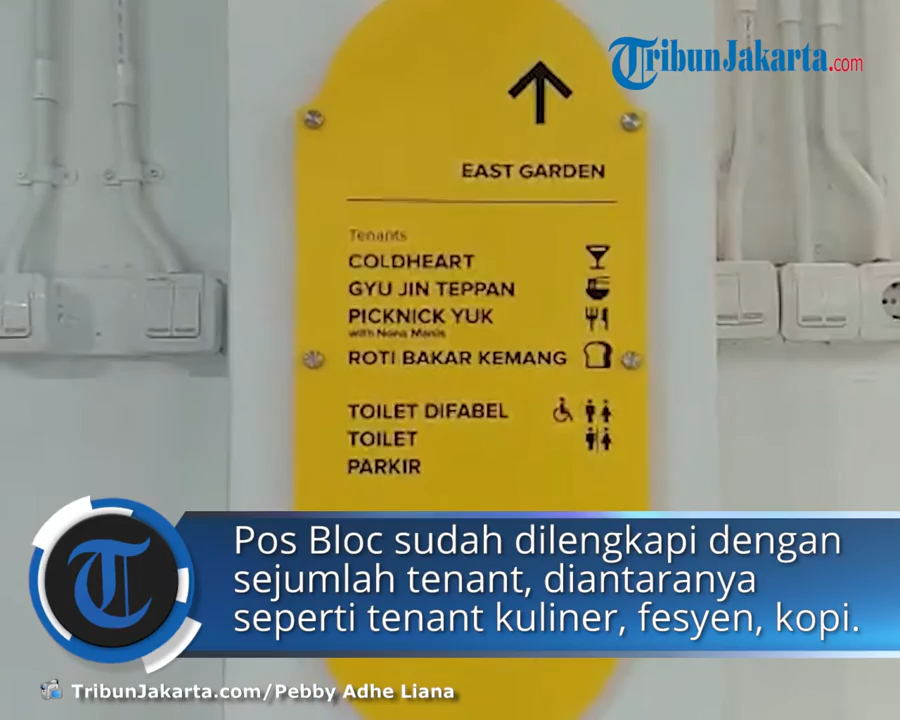 TribunJakarta.com
EAST GARDEN
Tenants
COLDHEART
GYU JIN TEPPAN
PICKNICK YUK
with Nona Manis
ROTI BAKAR KEMANG
TOILET DIFABEL
TOILET
PARKIR
Pos Bloc sudah dilengkapi dengan
sejumlah tenant, diantaranya
seperti tenant kuliner, fesyen, kopi.
T
TribunJakarta.com/Pebby Adhe Liana